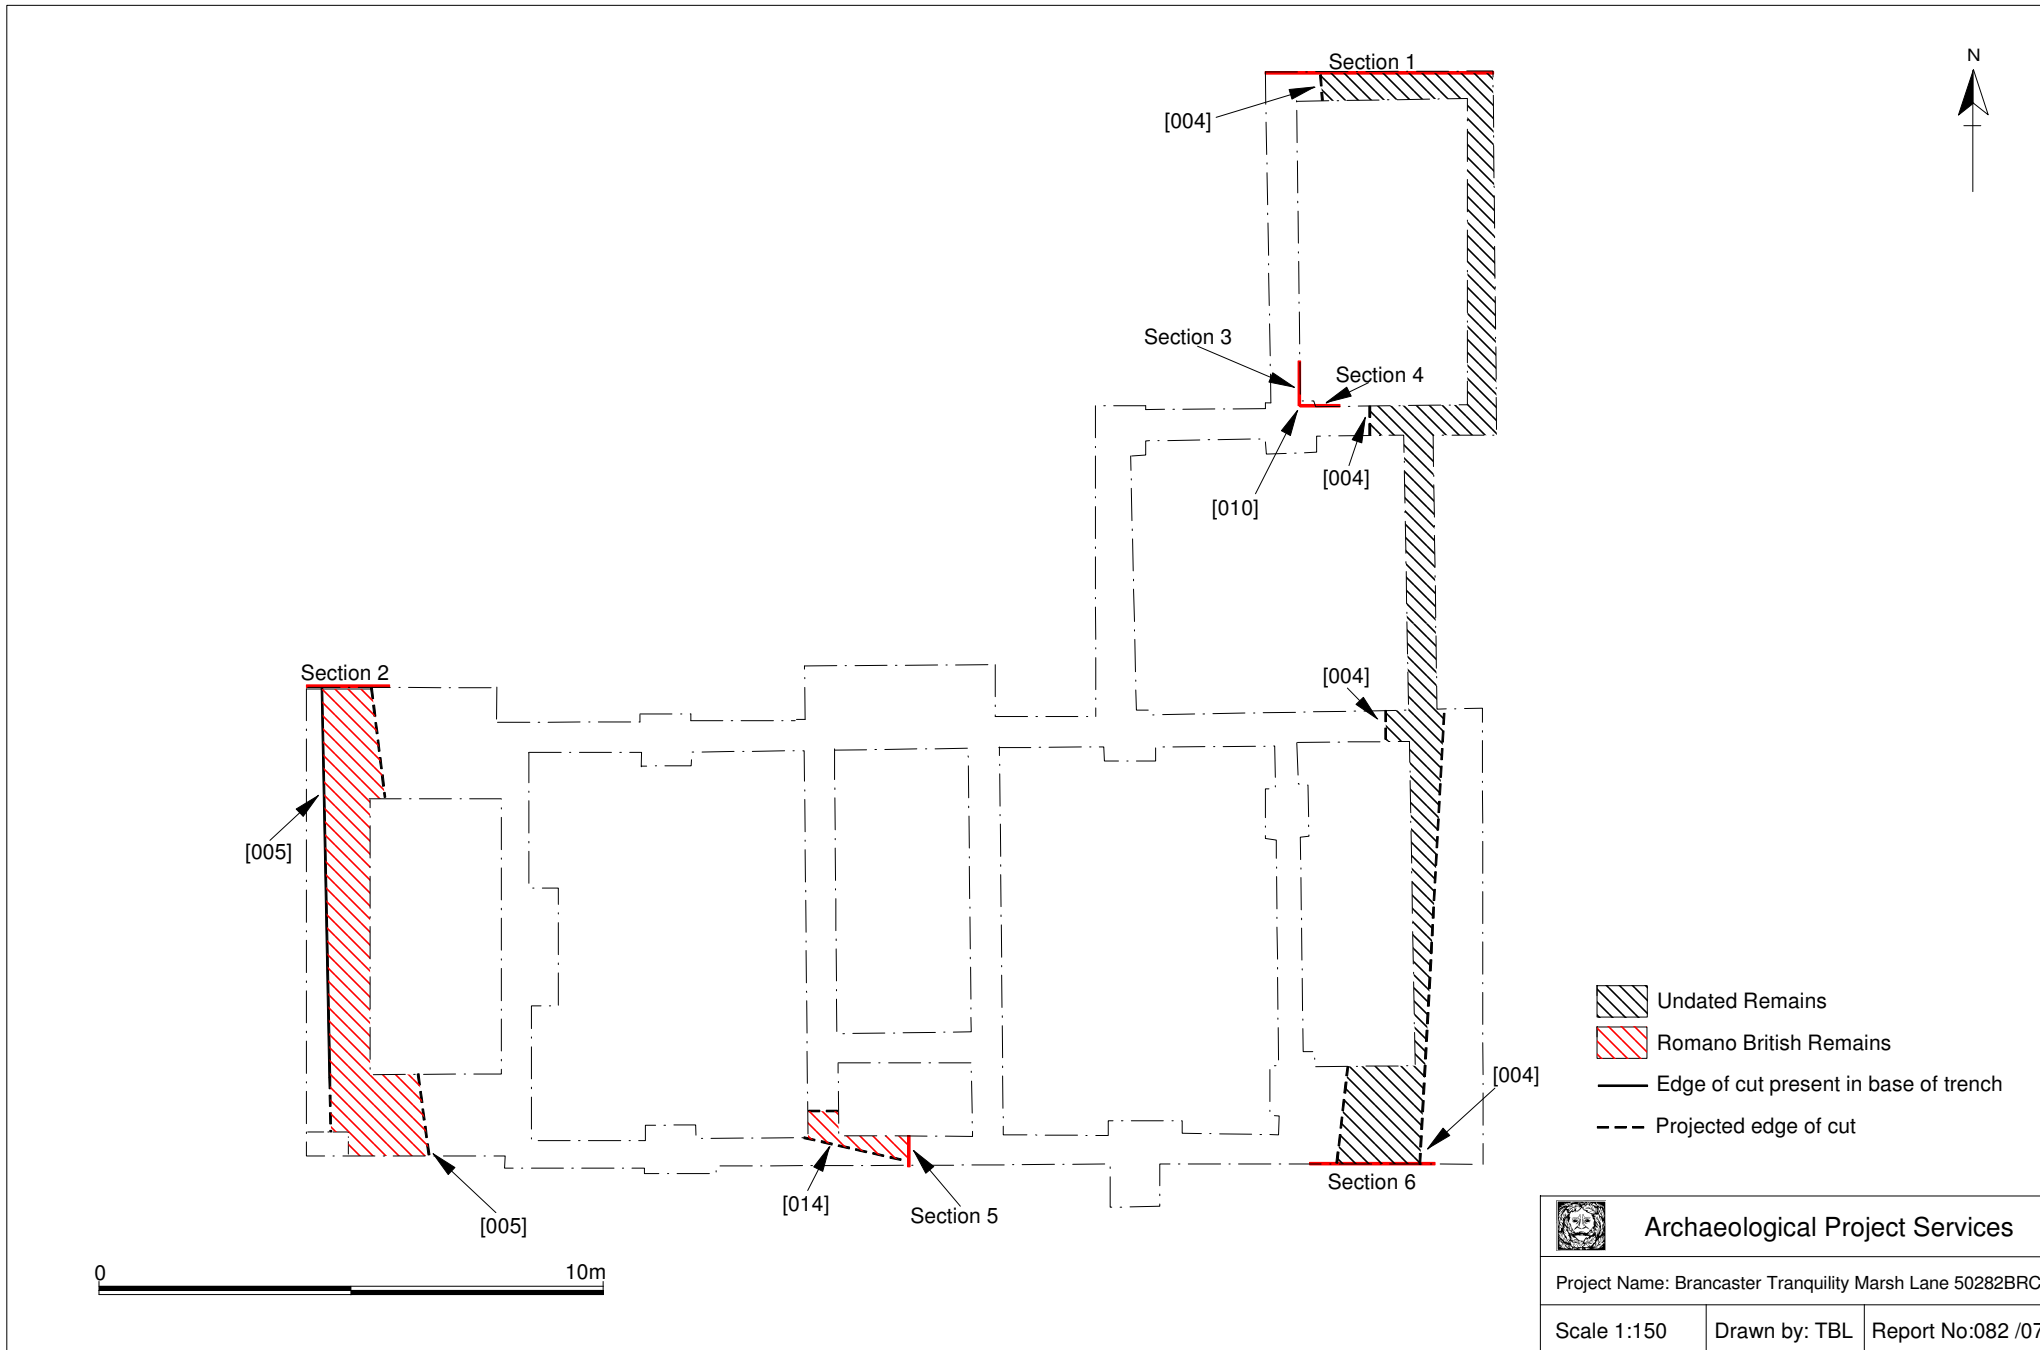 Section 1
N
[004]
Section 3
Section 4
[004]
[010]
Section 2
[004]
[005]
Undated Remains
Romano British Remains
[004]
Edge of cut present in base of trench
Projected edge of cut
[014]
Section 5
Section 6
[005]
0 10m
Archaeological Project Services
Project Name: Brancaster Tranquility Marsh Lane 50282BRC
Scale 1:150 Drawn by: TBL Report No:082 /07